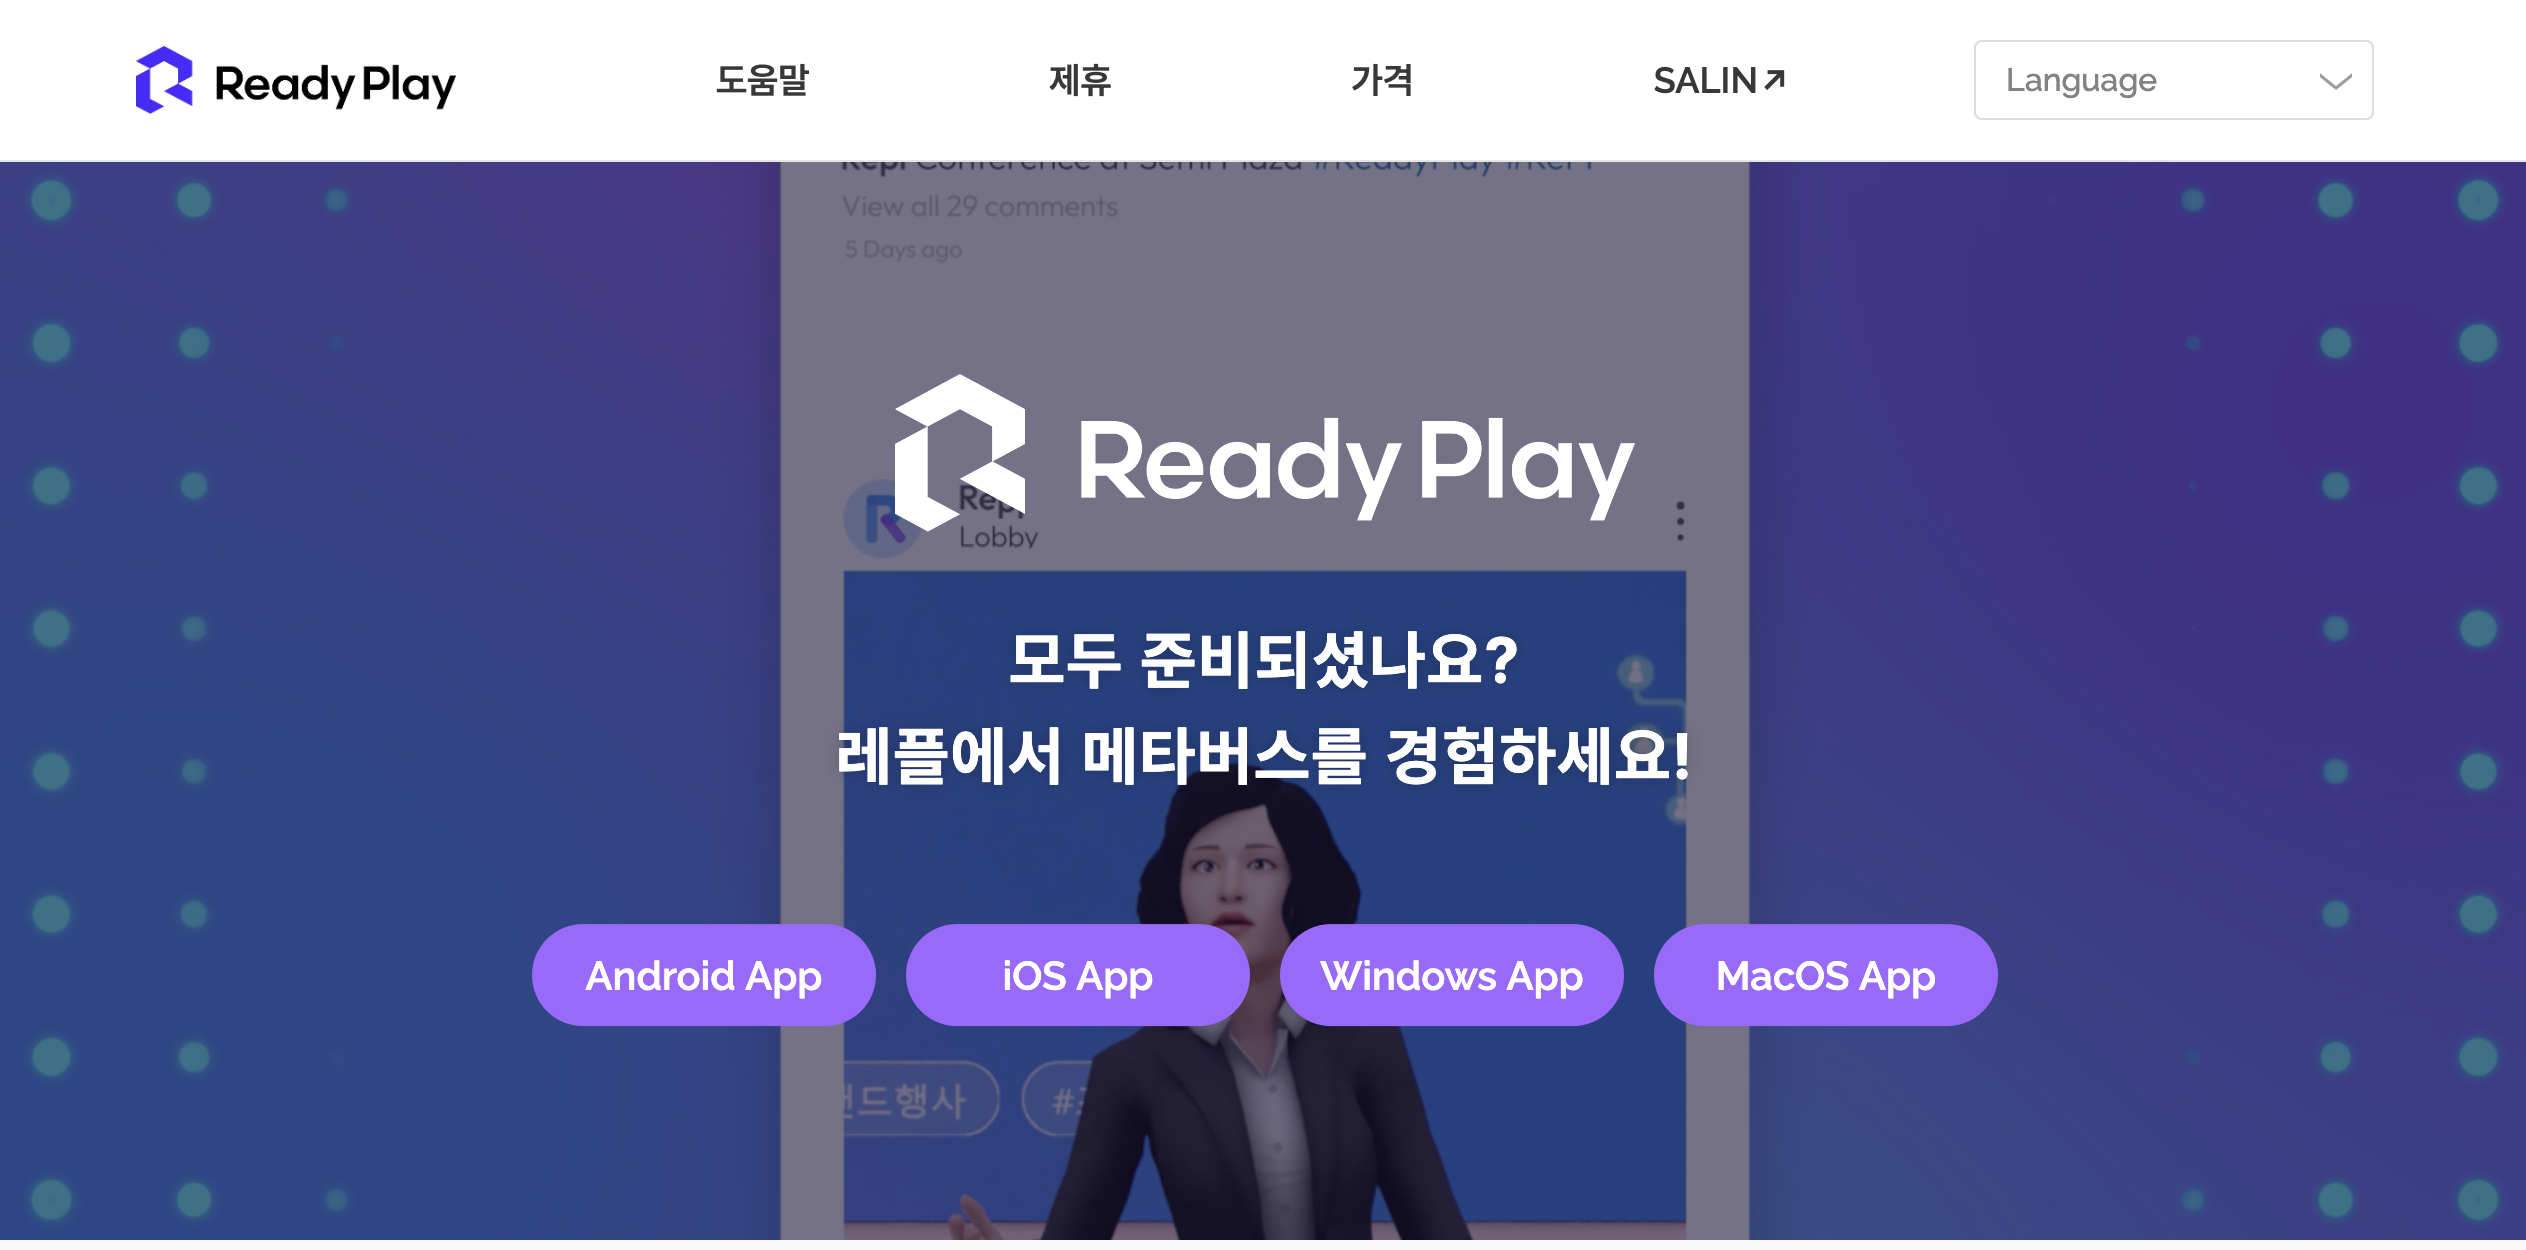 Ready Play
도움말
제휴
가격
SALIN
Language
View all 29 comments
5 Days ago
Ready Play
Lobby
모두 준비되셨나요?
레플에서 메타버스를 경험하세요!
Android App
iOS App
Windows App
MacOS App